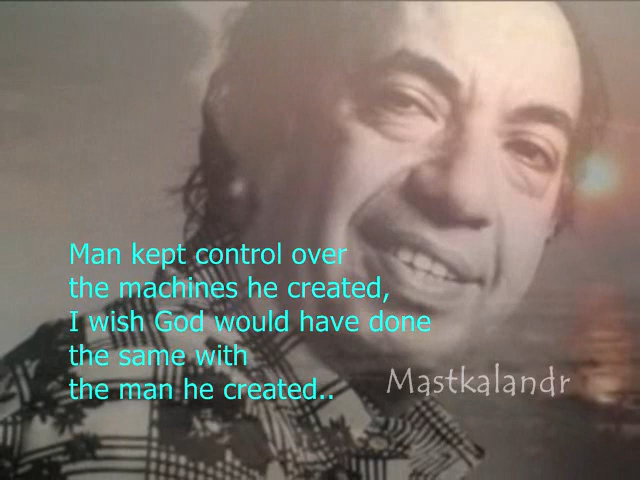 Man kept control over
the machines he created,
I wish God would have done
the same with
the man he created..
Mastkalandr